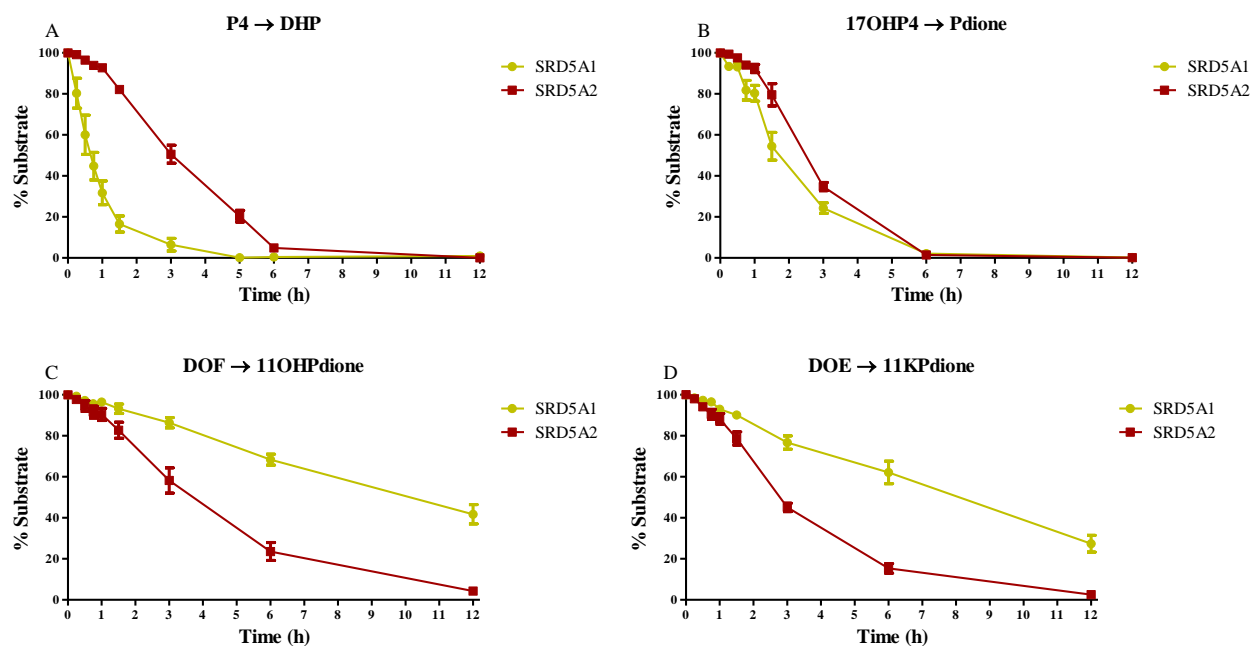 A
P4 → DHP
% Substrate
100
80
60
40
20
0
0 1 2 3 4 5 6 7 8 9 10 11 12
Time (h)
SRD5A1
SRD5A2
B
17OHP4 → Pdione
% Substrate
100
80
60
40
20
0
0 1 2 3 4 5 6 7 8 9 10 11 12
Time (h)
SRD5A1
SRD5A2
C
DOF → 11OHPdione
% Substrate
100
80
60
40
20
0
0 1 2 3 4 5 6 7 8 9 10 11 12
Time (h)
SRD5A1
SRD5A2
D
DOE → 11KPdione
% Substrate
100
80
60
40
20
0
0 1 2 3 4 5 6 7 8 9 10 11 12
Time (h)
SRD5A1
SRD5A2